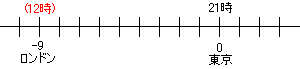 (12時) 21時
-9 0
ロンドン 東京